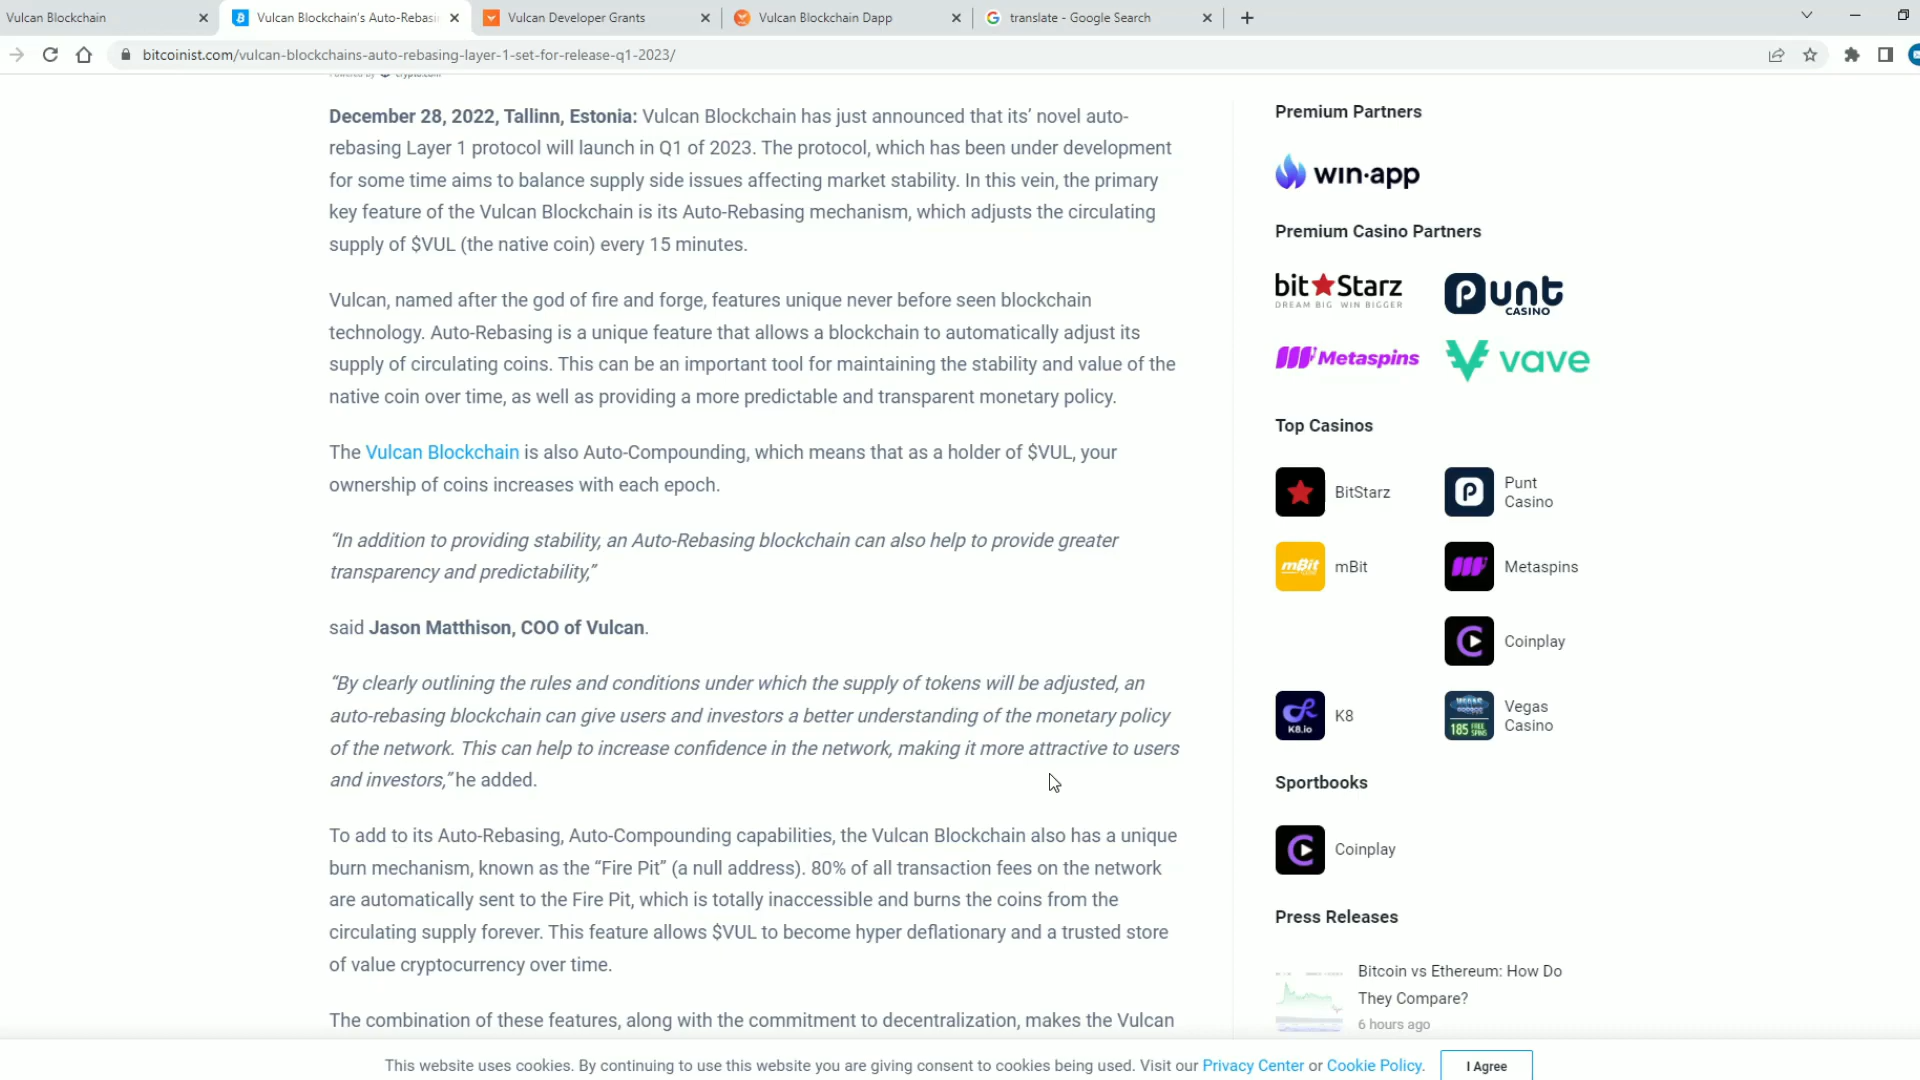 Vulcan Blockchain
Vulcan Blockchain's Auto-Rebasi
Vulcan Developer Grants
Vulcan Blockchain Dapp
translate - Google Search
bitcoinist.com/vulcan-blockchains-auto-rebasing-layer-1-set-for-release-q1-2023/
December 28, 2022, Tallinn, Estonia: Vulcan Blockchain has just announced that its’ novel auto-
rebasing Layer 1 protocol will launch in Q1 of 2023. The protocol, which has been under development
for some time aims to balance supply side issues affecting market stability. In this vein, the primary
key feature of the Vulcan Blockchain is its Auto-Rebasing mechanism, which adjusts the circulating
supply of $VUL (the native coin) every 15 minutes.
Vulcan, named after the god of fire and forge, features unique never before seen blockchain
technology. Auto-Rebasing is a unique feature that allows a blockchain to automatically adjust its
supply of circulating coins. This can be an important tool for maintaining the stability and value of the
native coin over time, as well as providing a more predictable and transparent monetary policy.
The Vulcan Blockchain is also Auto-Compounding, which means that as a holder of $VUL, your
ownership of coins increases with each epoch.
“In addition to providing stability, an Auto-Rebasing blockchain can also help to provide greater
transparency and predictability,”
said Jason Matthison, COO of Vulcan.
“By clearly outlining the rules and conditions under which the supply of tokens will be adjusted, an
auto-rebasing blockchain can give users and investors a better understanding of the monetary policy
of the network. This can help to increase confidence in the network, making it more attractive to users
and investors,” he added.
To add to its Auto-Rebasing, Auto-Compounding capabilities, the Vulcan Blockchain also has a unique
burn mechanism, known as the “Fire Pit” (a null address). 80% of all transaction fees on the network
are automatically sent to the Fire Pit, which is totally inaccessible and burns the coins from the
circulating supply forever. This feature allows $VUL to become hyper deflationary and a trusted store
of value cryptocurrency over time.
The combination of these features, along with the commitment to decentralization, makes the Vulcan
Premium Partners
win·app
Premium Casino Partners
bit Starz
DREAM BIG WIN BIGGER
Punt
CASINO
Metaspins
vave
Top Casinos
BitStarz
Punt
Casino
mBit
mBit
Metaspins
Coinplay
K8.io
K8
VEGAS
185 FREE SPINS
Vegas
Casino
Sportbooks
Coinplay
Press Releases
Bitcoin vs Ethereum: How Do
They Compare?
6 hours ago
This website uses cookies. By continuing to use this website you are giving consent to cookies being used. Visit our Privacy Center or Cookie Policy.
I Agree